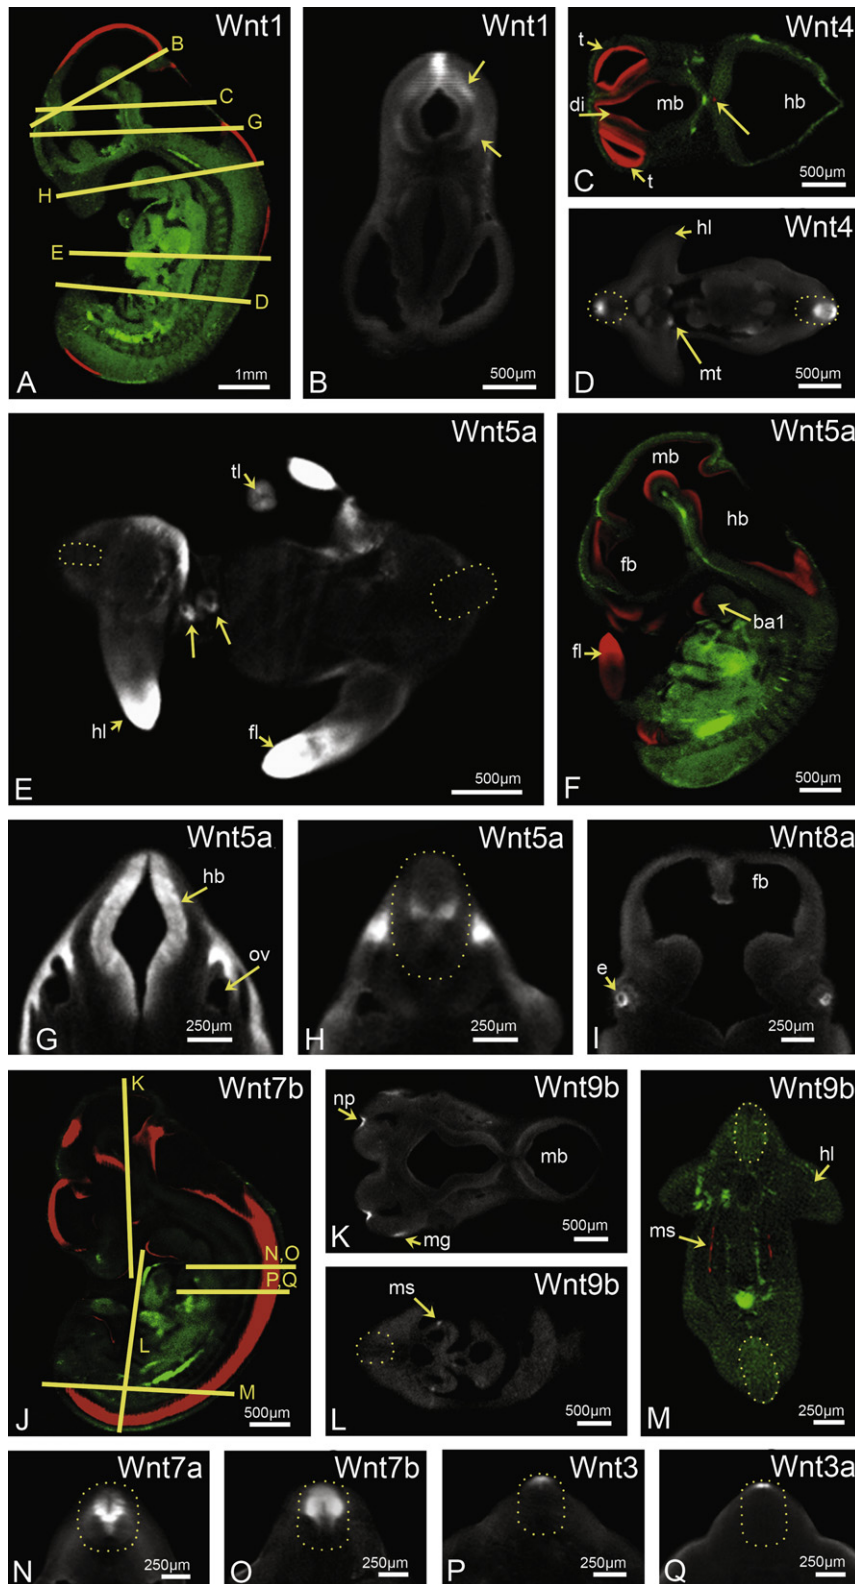 Wnt1
B
C
G
H
E
D
A
1mm
Wnt1
B
500µm
Wnt4
t
di
mb
hb
t
C
500µm
Wnt4
hl
mt
D
500µm
Wnt5a
tl
hl
fl
E
500µm
Wnt5a
mb
hb
fb
ba1
fl
F
500µm
Wnt5a
hb
ov
G
250µm
Wnt5a
H
250µm
Wnt8a
fb
e
I
250µm
Wnt7b
K
N,O
P,Q
L
M
J
500µm
Wnt9b
np
mb
mg
K
500µm
Wnt9b
ms
L
500µm
Wnt9b
hl
ms
M
250µm
Wnt7a
N
250µm
Wnt7b
O
250µm
Wnt3
P
250µm
Wnt3a
Q
250µm